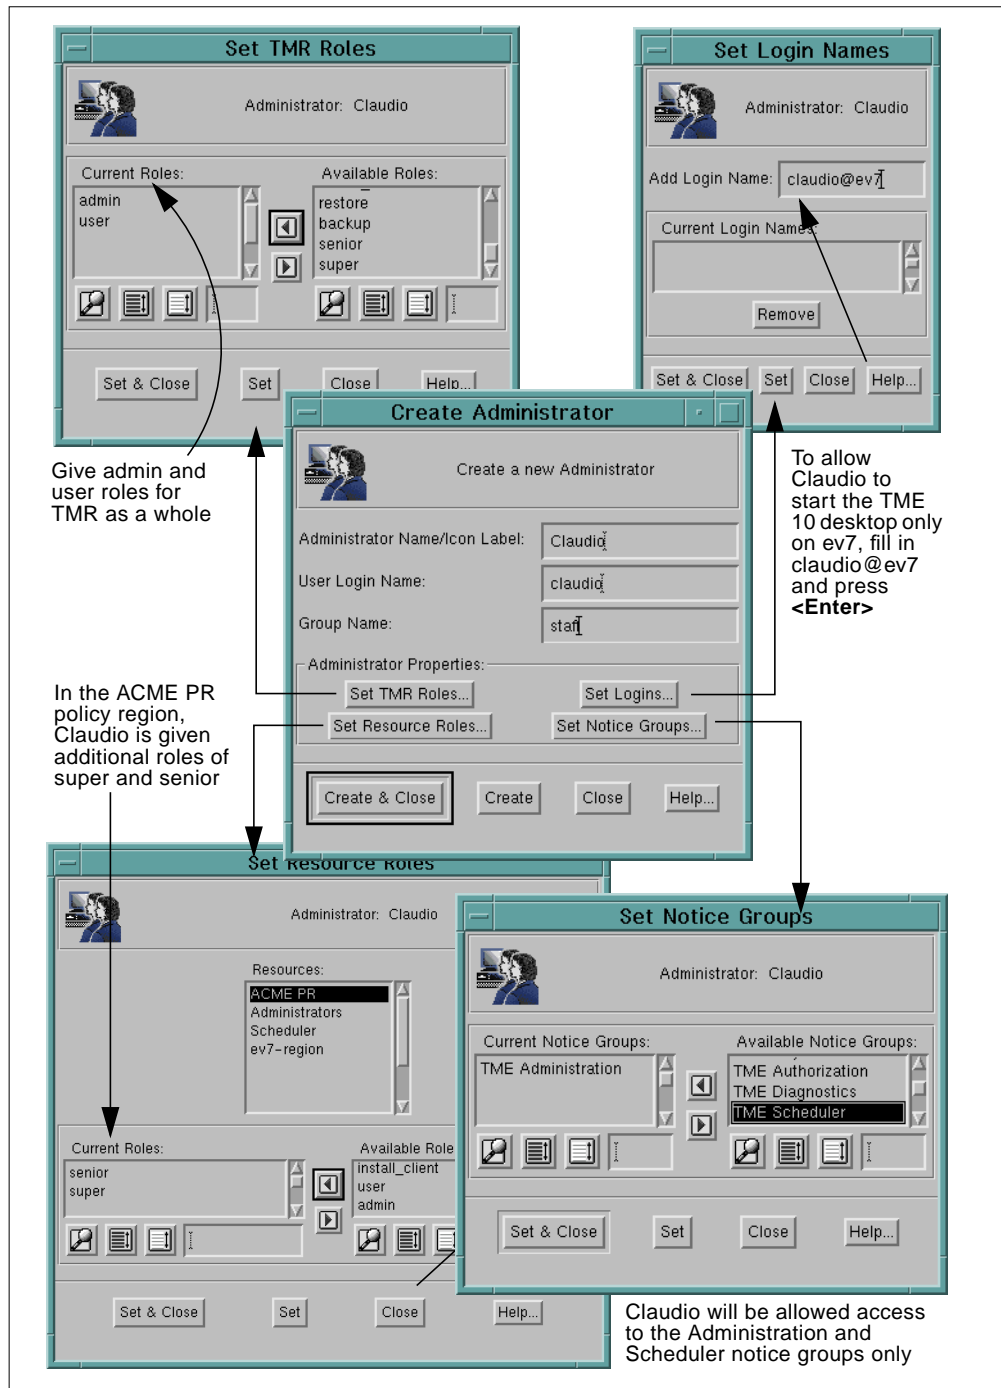 Set TMR Roles
Administrator: Claudio
Current Roles:
admin
user
Available Roles:
restore
backup
senior
super
Set & Close
Set
Close
Help...
Set Login Names
Administrator: Claudio
Add Login Name: claudio@ev7
Current Login Names:
Remove
Set & Close
Set
Close
Help...
Give admin and
user roles for
TMR as a whole
To allow
Claudio to
start the TME
10 desktop only
on ev7, fill in
claudio@ev7
and press
<Enter>
Create Administrator
Create a new Administrator
Administrator Name/Icon Label: Claudio
User Login Name: claudio
Group Name: staff
Administrator Properties:
Set TMR Roles...
Set Logins...
Set Resource Roles...
Set Notice Groups...
Create & Close
Create
Close
Help...
In the ACME PR
policy region,
Claudio is given
additional roles of
super and senior
Set Resource Roles
Administrator: Claudio
Resources:
ACME PR
Administrators
Scheduler
ev7-region
Current Roles:
senior
super
Available Role
install_client
user
admin
Set & Close
Set
Close
Help...
Set Notice Groups
Administrator: Claudio
Current Notice Groups:
TME Administration
Available Notice Groups:
TME Authorization
TME Diagnostics
TME Scheduler
Set & Close
Set
Close
Help...
Claudio will be allowed access
to the Administration and
Scheduler notice groups only